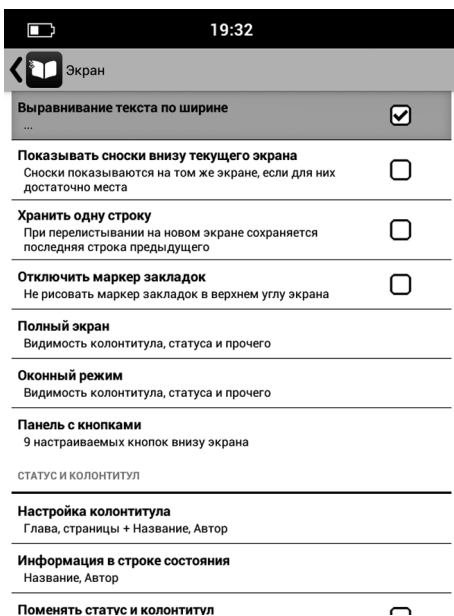 19:32
Экран
Выравнивание текста по ширине
...
Показывать сноски внизу текущего экрана
Сноски показываются на том же экране, если для них
достаточно места
Хранить одну строку
При перелистывании на новом экране сохраняется
последняя строка предыдущего
Отключить маркер закладок
Не рисовать маркер закладок в верхнем углу экрана
Полный экран
Видимость колонтитула, статуса и прочего
Оконный режим
Видимость колонтитула, статуса и прочего
Панель с кнопками
9 настраиваемых кнопок внизу экрана
СТАТУС И КОЛОНТИТУЛ
Настройка колонтитула
Глава, страницы + Название, Автор
Информация в строке состояния
Название, Автор
Поменять статус и колонтитул